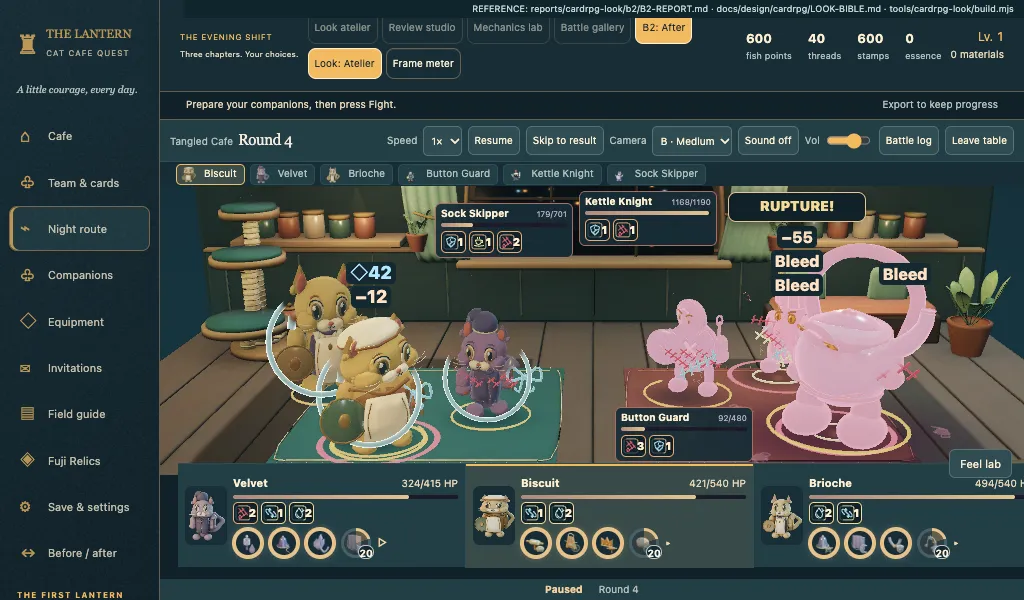 REFERENCE: reports/cardrpg-look/b2/B2-REPORT.md · docs/design/cardrpg/LOOK-BIBLE.md · tools/cardrpg-look/build.mjs
THE LANTERN
CAT CAFE QUEST
A little courage, every day.
Cafe
Team & cards
Night route
Companions
Equipment
Invitations
Field guide
Fuji Relics
Save & settings
Before / after
THE FIRST LANTERN
THE EVENING SHIFT
Three chapters. Your choices.
Look atelier
Review studio
Mechanics lab
Battle gallery
B2: After
Look: Atelier
Frame meter
600 fish points
40 threads
600 stamps
0 essence
Lv. 1
0 materials
Prepare your companions, then press Fight.
Export to keep progress
Tangled Cafe Round 4
Speed 1x Resume Skip to result Camera B · Medium Sound off Vol Battle log Leave table
Biscuit Velvet Brioche Button Guard Kettle Knight Sock Skipper
Sock Skipper 179/701
1 1 2
Kettle Knight 1168/1190
1 1
RUPTURE!
−55
Bleed
Bleed
Bleed
42
−12
Button Guard 92/480
3 1
Feel lab
Velvet 324/415 HP
2 1 2
20
Biscuit 421/540 HP
1 2
20
Brioche 494/540 H
2 1
20
Paused Round 4